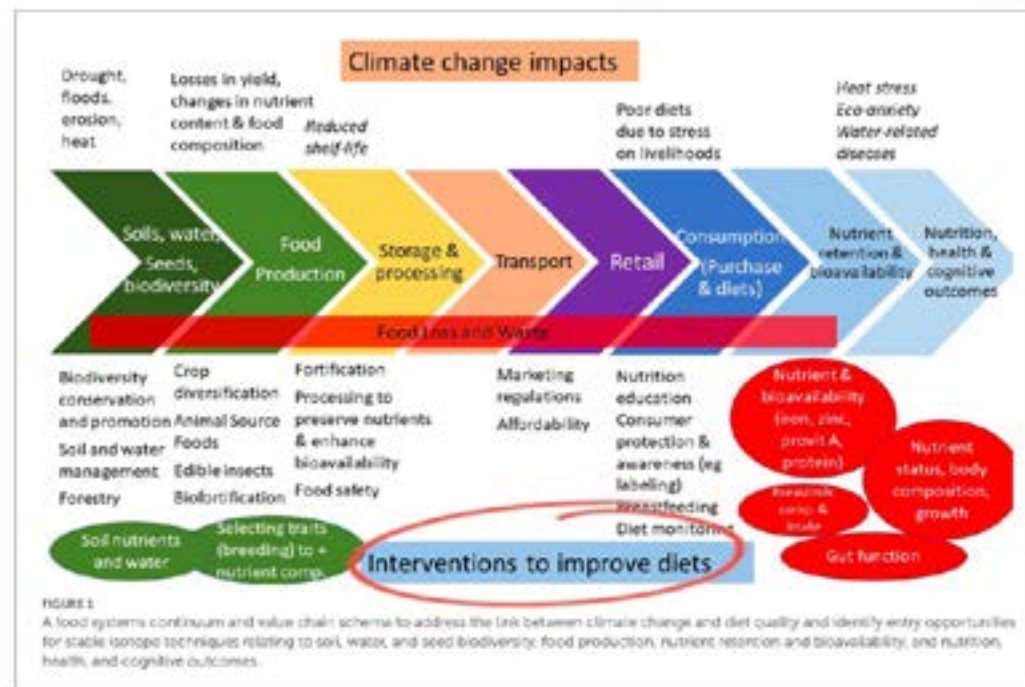 Climate change impacts
Drought,
floods,
erosion,
heat
Losses in yield,
changes in nutrient
content & food
composition
Reduced
shelf-life
Poor diets
due to stress
on livelihoods
Heat stress
Eco-anxiety
Water-related
diseases
Soils, water,
Seeds,
biodiversity
Food
Production
Storage &
processing
Transport
Retail
Consumption
(Purchase
& diets)
Nutrient
retention &
bioavailability
Nutrition,
health &
cognitive
outcomes
Food Loss and Waste
Biodiversity
conservation
and promotion
Soil and water
management
Forestry
Crop
diversification
Animal Source
Foods
Edible insects
Biofortification
Fortification
Processing to
preserve nutrients
& enhance
bioavailability
Food safety
Marketing
regulations
Affordability
Nutrition
education
Consumer
protection &
awareness (eg
labeling)
Breastfeeding
Diet monitoring
Nutrient &
bioavailability
(iron, zinc,
provit A,
protein)
Nutrient
status, body
composition,
growth
comp. &
Gut function
Soil nutrients
and water
Selecting traits
(breeding) to +
nutrient comp.
Interventions to improve diets
FIGURE 1
A food systems continuum and value chain schema to address the link between climate change and diet quality and identify entry opportunities
for stable isotope techniques relating to soil, water, and seed biodiversity, food production, nutrient retention and bioavailability, and nutrition,
health, and cognitive outcomes.